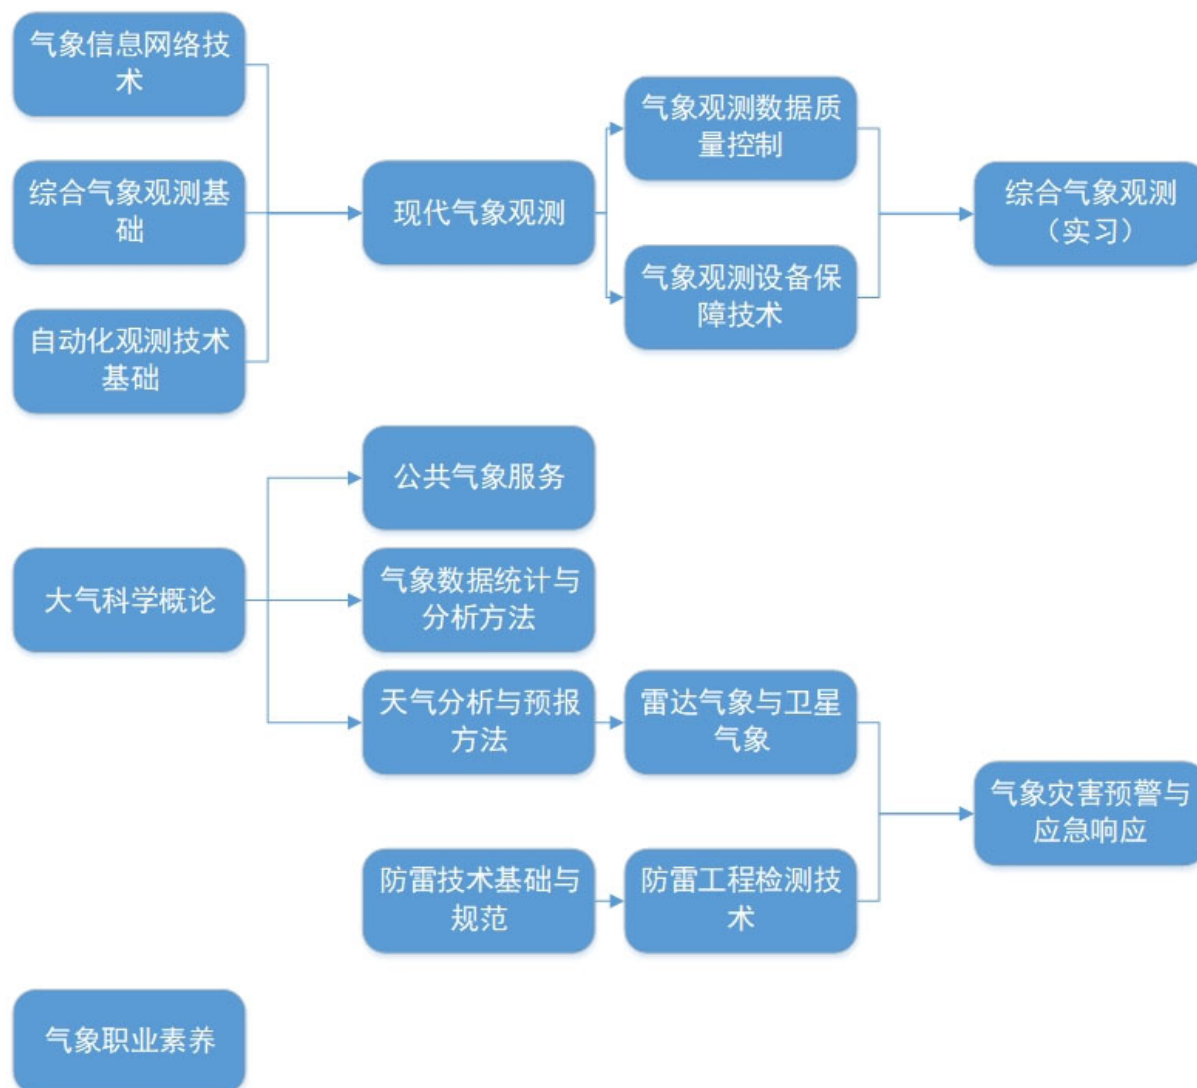 气象信息网络技
术
综合气象观测基
础
自动化观测技术
基础
现代气象观测
气象观测数据质
量控制
气象观测设备保
障技术
综合气象观测
（实习）
大气科学概论
公共气象服务
气象数据统计与
分析方法
天气分析与预报
方法
雷达气象与卫星
气象
防雷技术基础与
规范
防雷工程检测技
术
气象灾害预警与
应急响应
气象职业素养